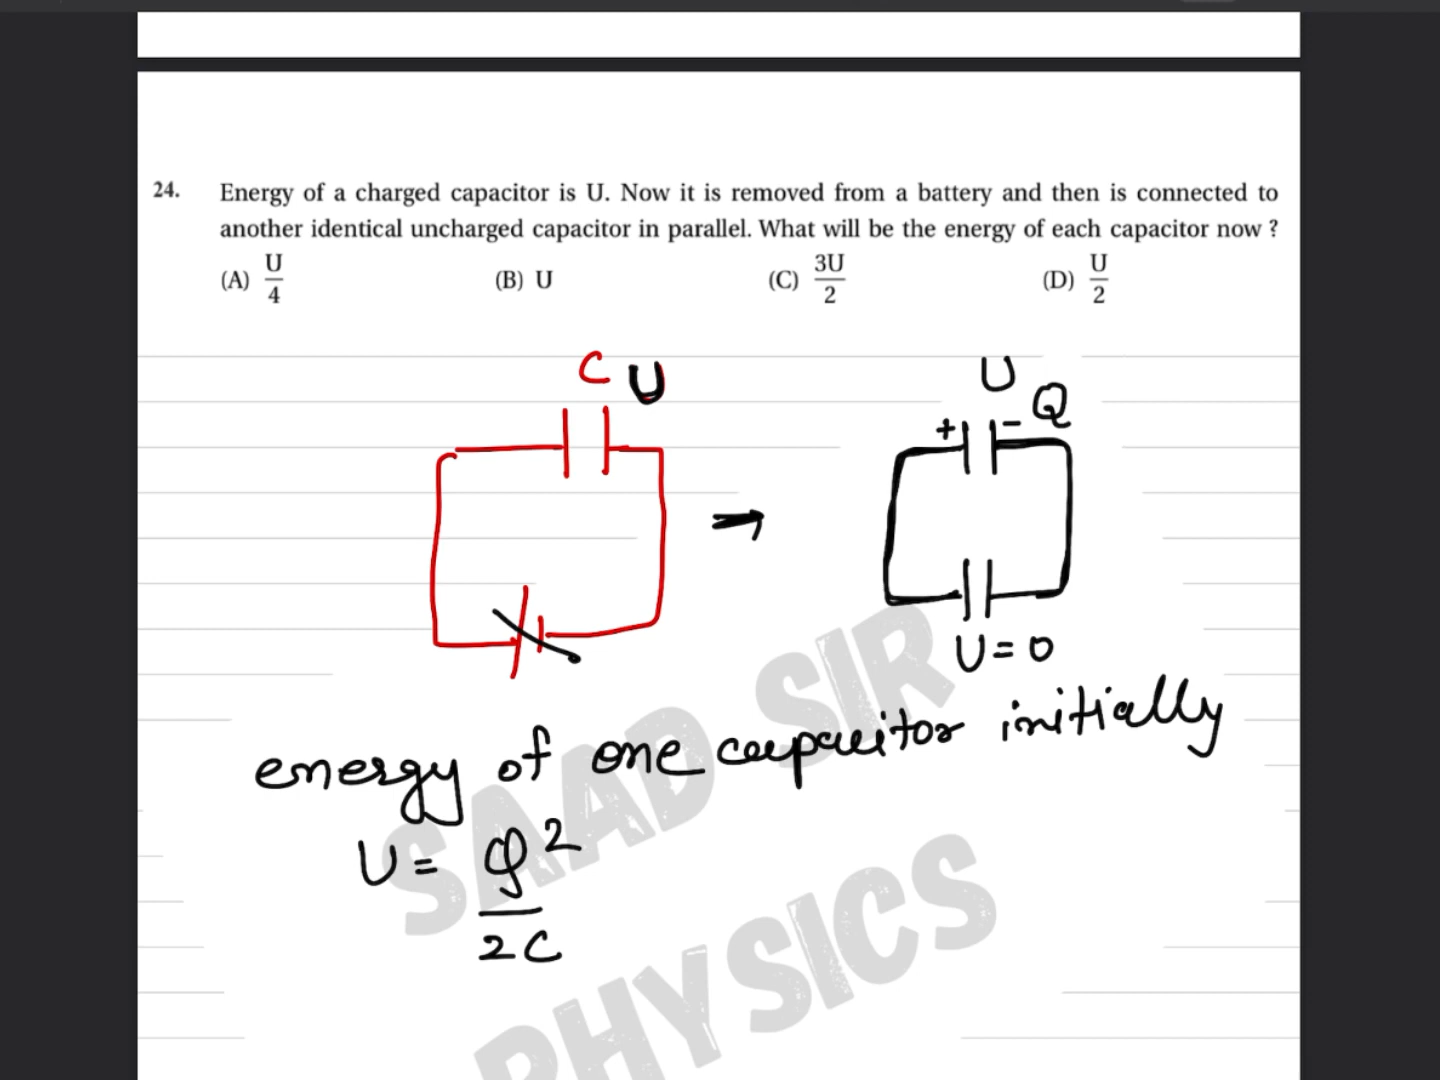 24. Energy of a charged capacitor is U. Now it is removed from a battery and then is connected to
another identical uncharged capacitor in parallel. What will be the energy of each capacitor now ?
(A) U/4 (B) U (C) 3U/2 (D) U/2
C U
U
Q
+ -
U = 0
energy of one capacitor initially
U = Q²/2C
SAAD SIR
PHYSICS